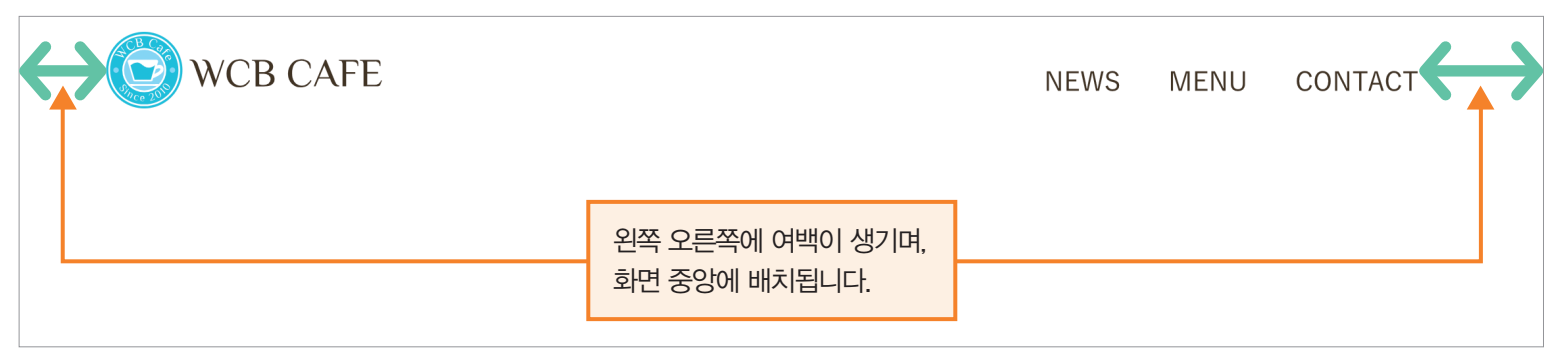 WCB Cafe
Since 2010
WCB CAFE
NEWS MENU CONTACT
왼쪽 오른쪽에 여백이 생기며,
화면 중앙에 배치됩니다.